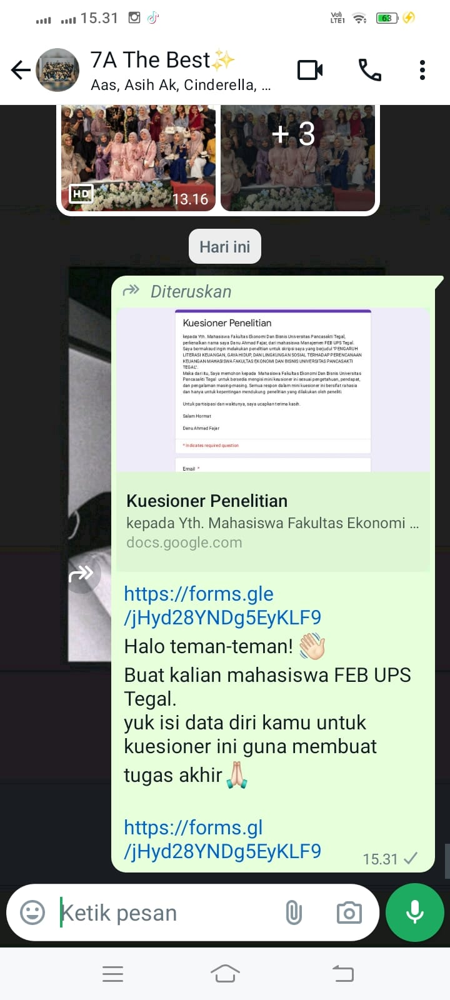 15.31
Vo)) LTE1
63
7A The Best✨
Aas, Asih Ak, Cinderella, ...
+ 3
HD
13.16
Hari ini
Diteruskan
Kuesioner Penelitian
kepada Yth. Mahasiswa Fakultas Ekonomi Dan Bisnis Universitas Pancasakti Tegal,
perkenalkan nama saya Danu Ahmad Fajar, dari mahasiswa Manajemen FEB UPS Tegal.
Saya bermaksud ingin melakukan penelitian untuk skripsi saya yang berjudul "PENGARUH
LITERASI KEUANGAN, GAYA HIDUP, DAN LINGKUNGAN SOSIAL TERHADAP PERENCANAAN
KEUANGAN MAHASISWA FAKULTAS EKONOMI DAN BISNIS UNIVERSITAS PANCASAKTI
TEGAL".
Maka dari itu, Saya memohon kepada Mahasiswa Fakultas Ekonomi Dan Bisnis Universitas
Pancasakti Tegal untuk bersedia mengisi mini keusioner ini sesuai pengetahuan, pendapat,
dan pengalaman masing-masing. Semua respon dalam mini kuesioner ini bersifat rahasia
dan hanya untuk kepentingan mendukung penelitian yang dilakukan oleh peneliti.
Untuk partisipasi dan waktunya, saya ucapkan terima kasih.
Salam Hormat
Danu Ahmad Fajar
* Indicates required question
Email *
Kuesioner Penelitian
kepada Yth. Mahasiswa Fakultas Ekonomi ...
docs.google.com
https://forms.gle
/jHyd28YNDg5EyKLF9
Halo teman-teman! 👋🏻
Buat kalian mahasiswa FEB UPS
Tegal.
yuk isi data diri kamu untuk
kuesioner ini guna membuat
tugas akhir🙏🏻
https://forms.gl
/jHyd28YNDg5EyKLF9
15.31
Ketik pesan